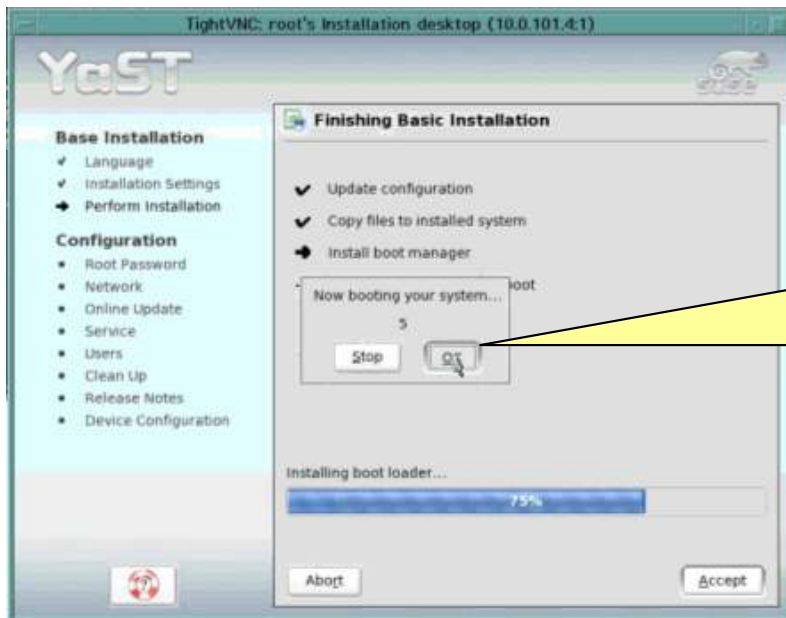 TightVNC: root's Installation desktop (10.0.101.4:1)
YaST
SUSE
Base Installation
Language
Installation Settings
Perform Installation
Configuration
Root Password
Network
Online Update
Service
Users
Clean Up
Release Notes
Device Configuration
Finishing Basic Installation
Update configuration
Copy files to installed system
Install boot manager
boot
Now booting your system...
5
Stop
OK
Installing boot loader...
75%
Abort
Accept